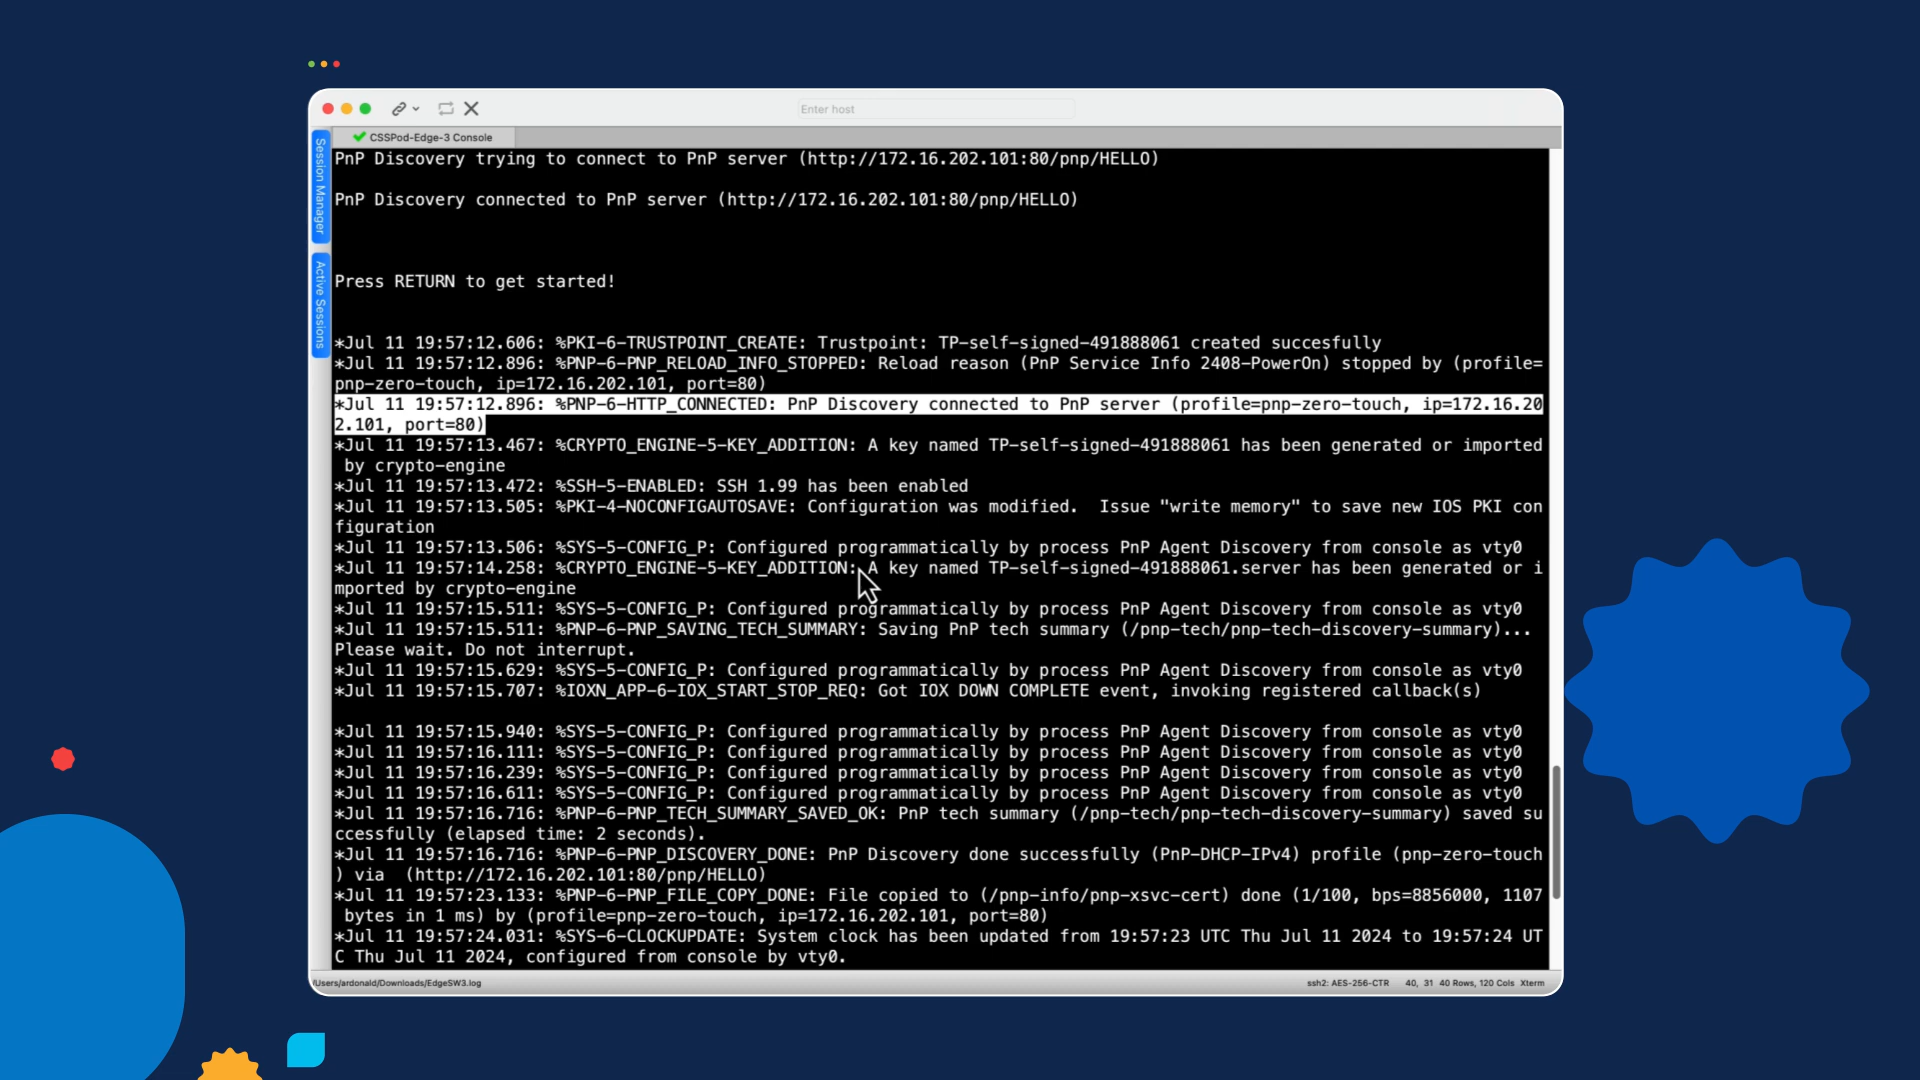 Enter host
CSSPod-Edge-3 Console
Session Manager
Active Sessions
PnP Discovery trying to connect to PnP server (http://172.16.202.101:80/pnp/HELLO)
PnP Discovery connected to PnP server (http://172.16.202.101:80/pnp/HELLO)
Press RETURN to get started!
*Jul 11 19:57:12.606: %PKI-6-TRUSTPOINT_CREATE: Trustpoint: TP-self-signed-491888061 created succesfully
*Jul 11 19:57:12.896: %PNP-6-PNP_RELOAD_INFO_STOPPED: Reload reason (PnP Service Info 2408-PowerOn) stopped by (profile=
pnp-zero-touch, ip=172.16.202.101, port=80)
*Jul 11 19:57:12.896: %PNP-6-HTTP_CONNECTED: PnP Discovery connected to PnP server (profile=pnp-zero-touch, ip=172.16.20
2.101, port=80)
*Jul 11 19:57:13.467: %CRYPTO_ENGINE-5-KEY_ADDITION: A key named TP-self-signed-491888061 has been generated or imported
by crypto-engine
*Jul 11 19:57:13.472: %SSH-5-ENABLED: SSH 1.99 has been enabled
*Jul 11 19:57:13.505: %PKI-4-NOCONFIGAUTOSAVE: Configuration was modified.  Issue "write memory" to save new IOS PKI con
figuration
*Jul 11 19:57:13.506: %SYS-5-CONFIG_P: Configured programmatically by process PnP Agent Discovery from console as vty0
*Jul 11 19:57:14.258: %CRYPTO_ENGINE-5-KEY_ADDITION: A key named TP-self-signed-491888061.server has been generated or i
mported by crypto-engine
*Jul 11 19:57:15.511: %SYS-5-CONFIG_P: Configured programmatically by process PnP Agent Discovery from console as vty0
*Jul 11 19:57:15.511: %PNP-6-PNP_SAVING_TECH_SUMMARY: Saving PnP tech summary (/pnp-tech/pnp-tech-discovery-summary)...
Please wait. Do not interrupt.
*Jul 11 19:57:15.629: %SYS-5-CONFIG_P: Configured programmatically by process PnP Agent Discovery from console as vty0
*Jul 11 19:57:15.707: %IOXN_APP-6-IOX_START_STOP_REQ: Got IOX DOWN COMPLETE event, invoking registered callback(s)
*Jul 11 19:57:15.940: %SYS-5-CONFIG_P: Configured programmatically by process PnP Agent Discovery from console as vty0
*Jul 11 19:57:16.111: %SYS-5-CONFIG_P: Configured programmatically by process PnP Agent Discovery from console as vty0
*Jul 11 19:57:16.239: %SYS-5-CONFIG_P: Configured programmatically by process PnP Agent Discovery from console as vty0
*Jul 11 19:57:16.611: %SYS-5-CONFIG_P: Configured programmatically by process PnP Agent Discovery from console as vty0
*Jul 11 19:57:16.716: %PNP-6-PNP_TECH_SUMMARY_SAVED_OK: PnP tech summary (/pnp-tech/pnp-tech-discovery-summary) saved su
ccessfully (elapsed time: 2 seconds).
*Jul 11 19:57:16.716: %PNP-6-PNP_DISCOVERY_DONE: PnP Discovery done successfully (PnP-DHCP-IPv4) profile (pnp-zero-touch
) via  (http://172.16.202.101:80/pnp/HELLO)
*Jul 11 19:57:23.133: %PNP-6-PNP_FILE_COPY_DONE: File copied to (/pnp-info/pnp-xsvc-cert) done (1/100, bps=8856000, 1107
bytes in 1 ms) by (profile=pnp-zero-touch, ip=172.16.202.101, port=80)
*Jul 11 19:57:24.031: %SYS-6-CLOCKUPDATE: System clock has been updated from 19:57:23 UTC Thu Jul 11 2024 to 19:57:24 UT
C Thu Jul 11 2024, configured from console by vty0.
/Users/ardonald/Downloads/EdgeSW3.log
ssh2: AES-256-CTR 40, 31 40 Rows, 120 Cols Xterm